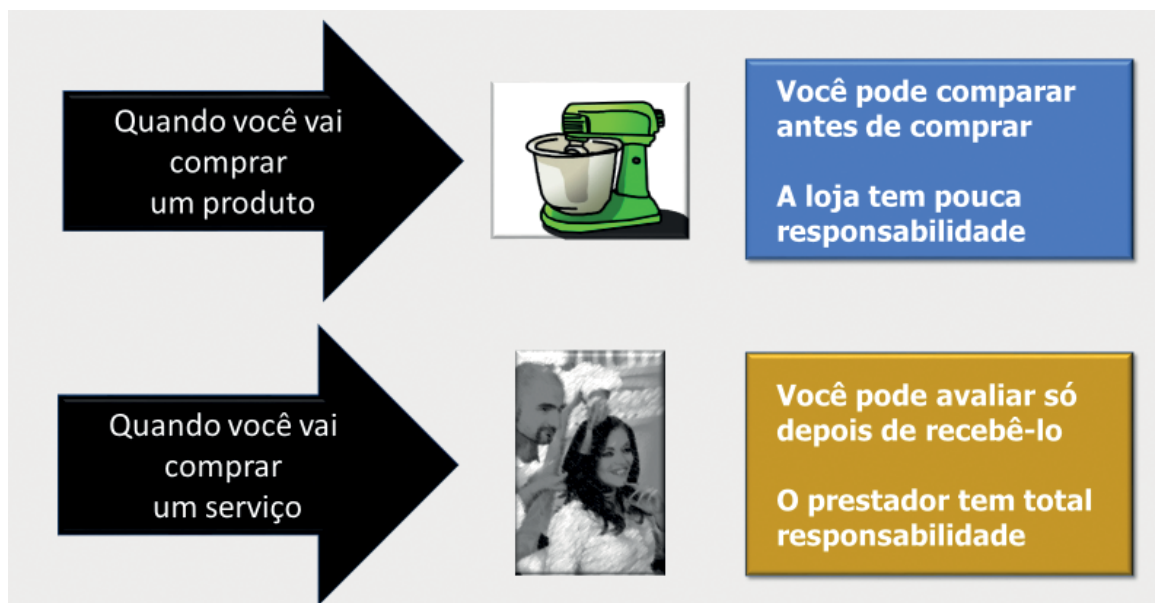 Quando você vai
comprar
um produto
Você pode comparar
antes de comprar
A loja tem pouca
responsabilidade
Quando você vai
comprar
um serviço
Você pode avaliar só
depois de recebê-lo
O prestador tem total
responsabilidade